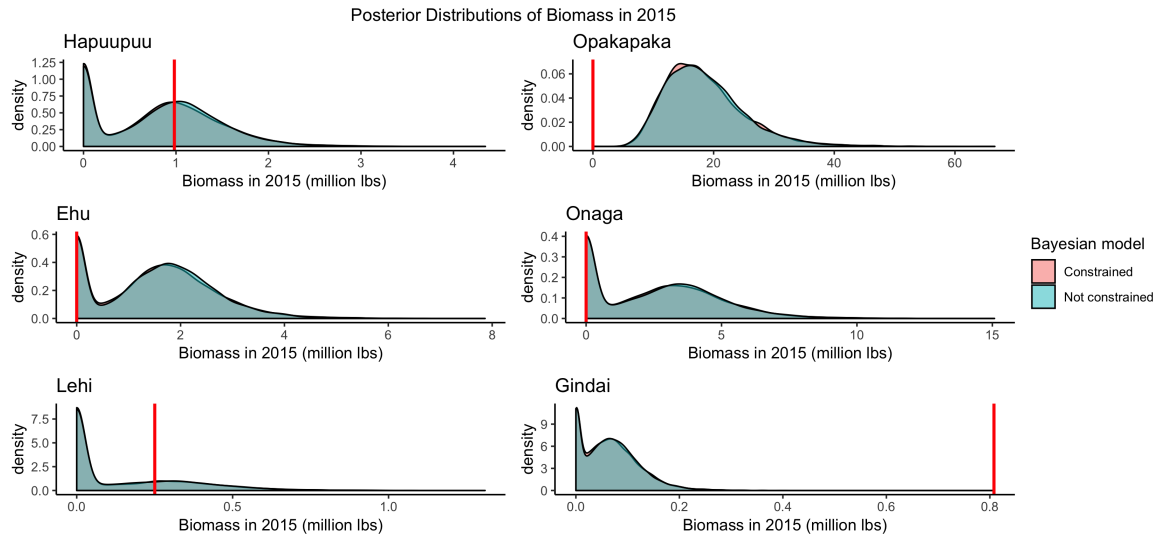 Posterior Distributions of Biomass in 2015
Hapuupuu
density
1.25
1.00
0.75
0.50
0.25
0.00
0 1 2 3 4
Biomass in 2015 (million lbs)
Opakapaka
density
0.06
0.04
0.02
0.00
0 20 40 60
Biomass in 2015 (million lbs)
Ehu
density
0.6
0.4
0.2
0.0
0 2 4 6 8
Biomass in 2015 (million lbs)
Onaga
density
0.4
0.3
0.2
0.1
0.0
0 5 10 15
Biomass in 2015 (million lbs)
Bayesian model
Constrained
Not constrained
Lehi
density
7.5
5.0
2.5
0.0
0.0 0.5 1.0
Biomass in 2015 (million lbs)
Gindai
density
9
6
3
0
0.0 0.2 0.4 0.6 0.8
Biomass in 2015 (million lbs)